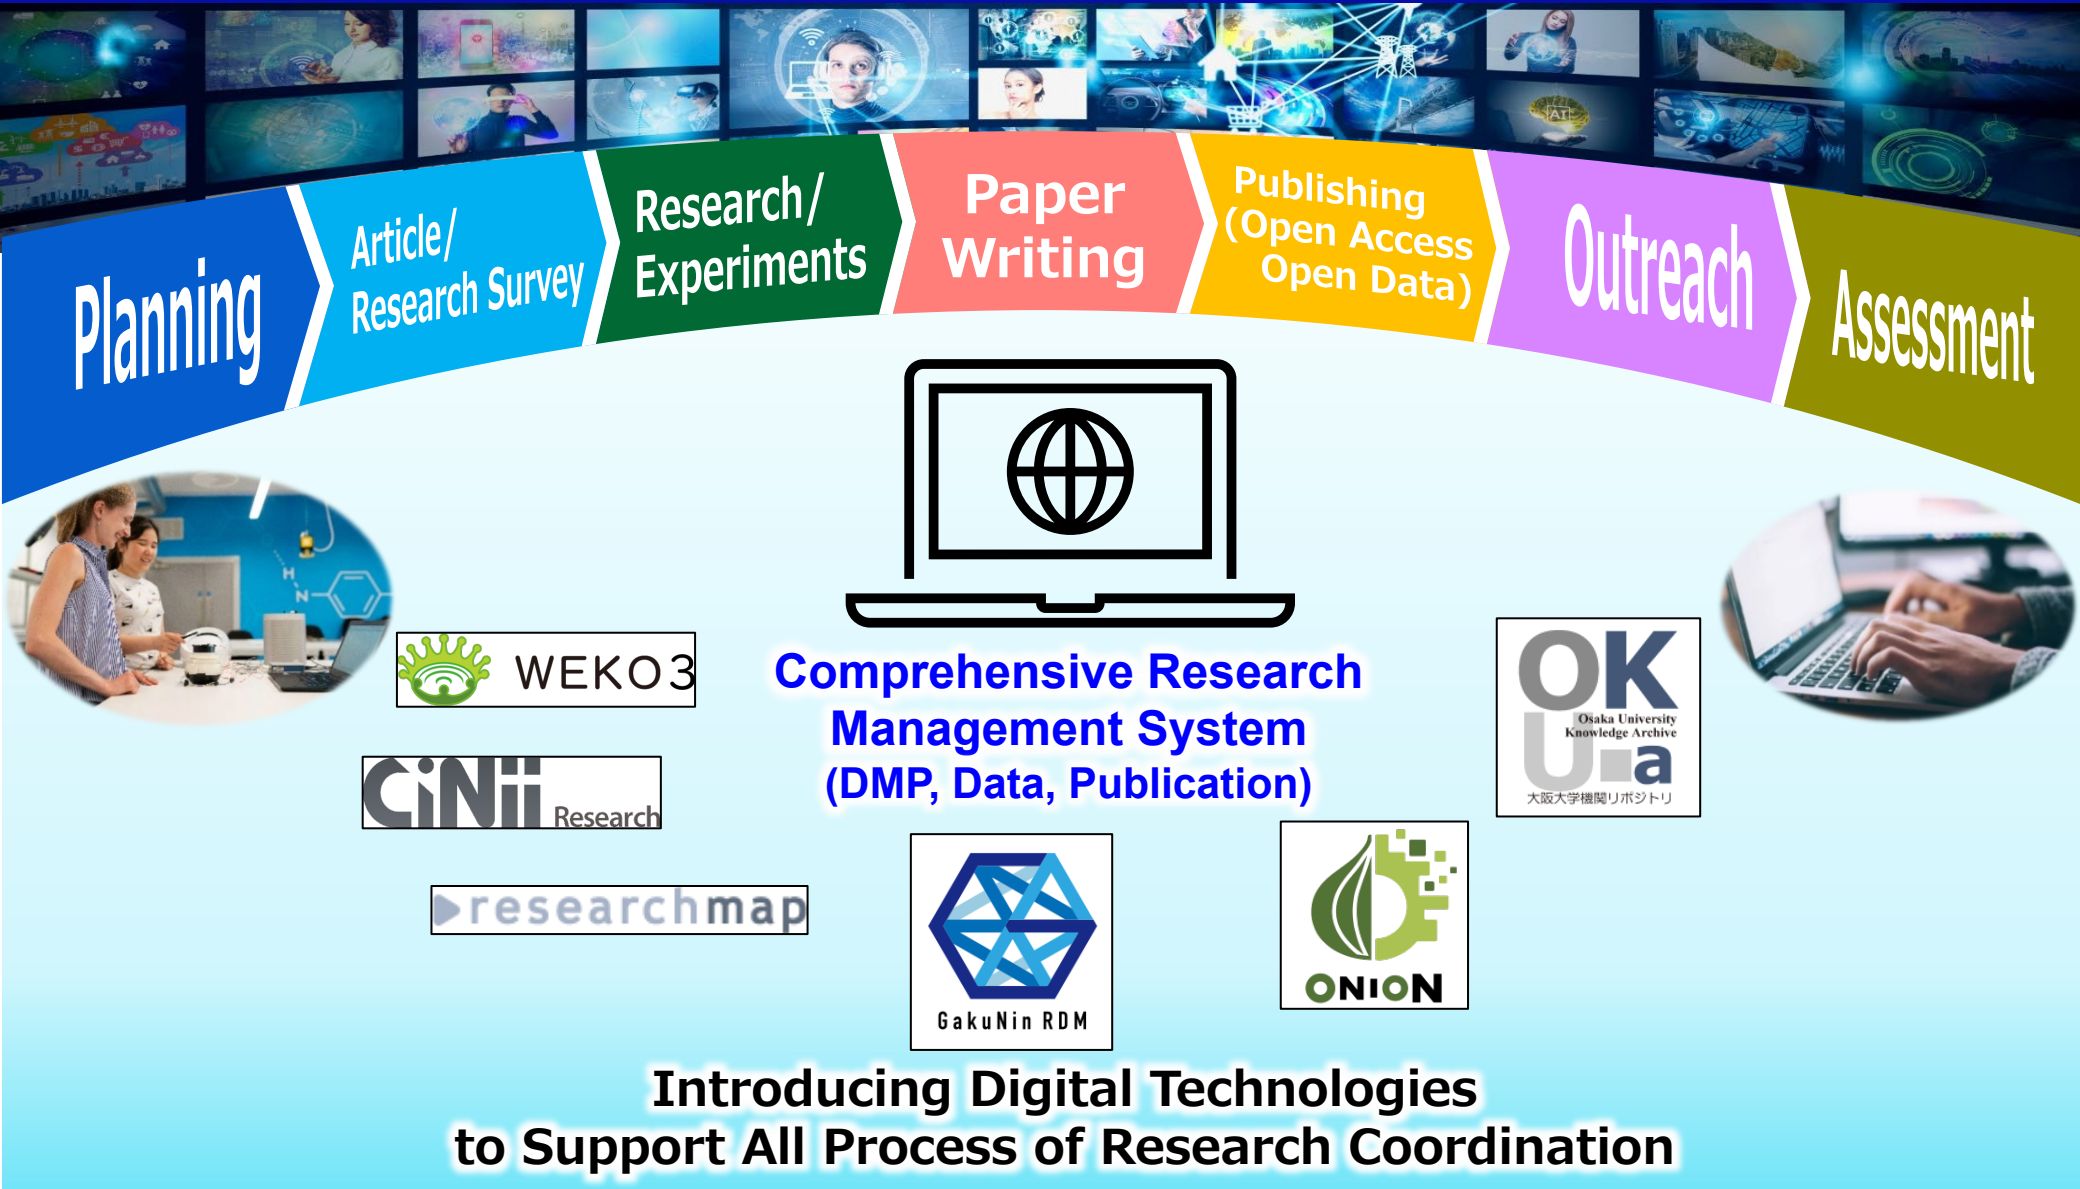 Planning
Article/
Research Survey
Research/
Experiments
Paper
Writing
Publishing
(Open Access
Open Data)
Outreach
Assessment
AI
H
N
WEKO3
CiNii Research
researchmap
Comprehensive Research
Management System
(DMP, Data, Publication)
OK
Osaka University
Knowledge Archive
U-a
大阪大学機関リポジトリ
GakuNin RDM
ONION
Introducing Digital Technologies
to Support All Process of Research Coordination